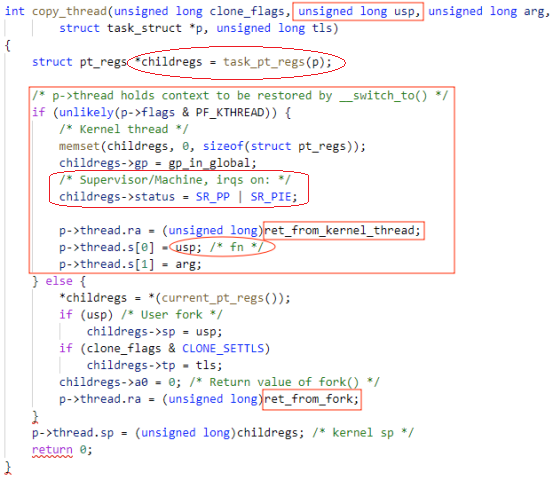 int copy_thread(unsigned long clone_flags, unsigned long usp, unsigned long arg,
        struct task_struct *p, unsigned long tls)
{
    struct pt_regs *childregs = task_pt_regs(p);

    /* p->thread holds context to be restored by __switch_to() */
    if (unlikely(p->flags & PF_KTHREAD)) {
        /* Kernel thread */
        memset(childregs, 0, sizeof(struct pt_regs));
        childregs->gp = gp_in_global;
        /* Supervisor/Machine, irqs on: */
        childregs->status = SR_PP | SR_PIE;

        p->thread.ra = (unsigned long)ret_from_kernel_thread;
        p->thread.s[0] = usp; /* fn */
        p->thread.s[1] = arg;
    } else {
        *childregs = *(current_pt_regs());
        if (usp) /* User fork */
            childregs->sp = usp;
        if (clone_flags & CLONE_SETTLS)
            childregs->tp = tls;
        childregs->a0 = 0; /* Return value of fork() */
        p->thread.ra = (unsigned long)ret_from_fork;
    }
    p->thread.sp = (unsigned long)childregs; /* kernel sp */
    return 0;
}